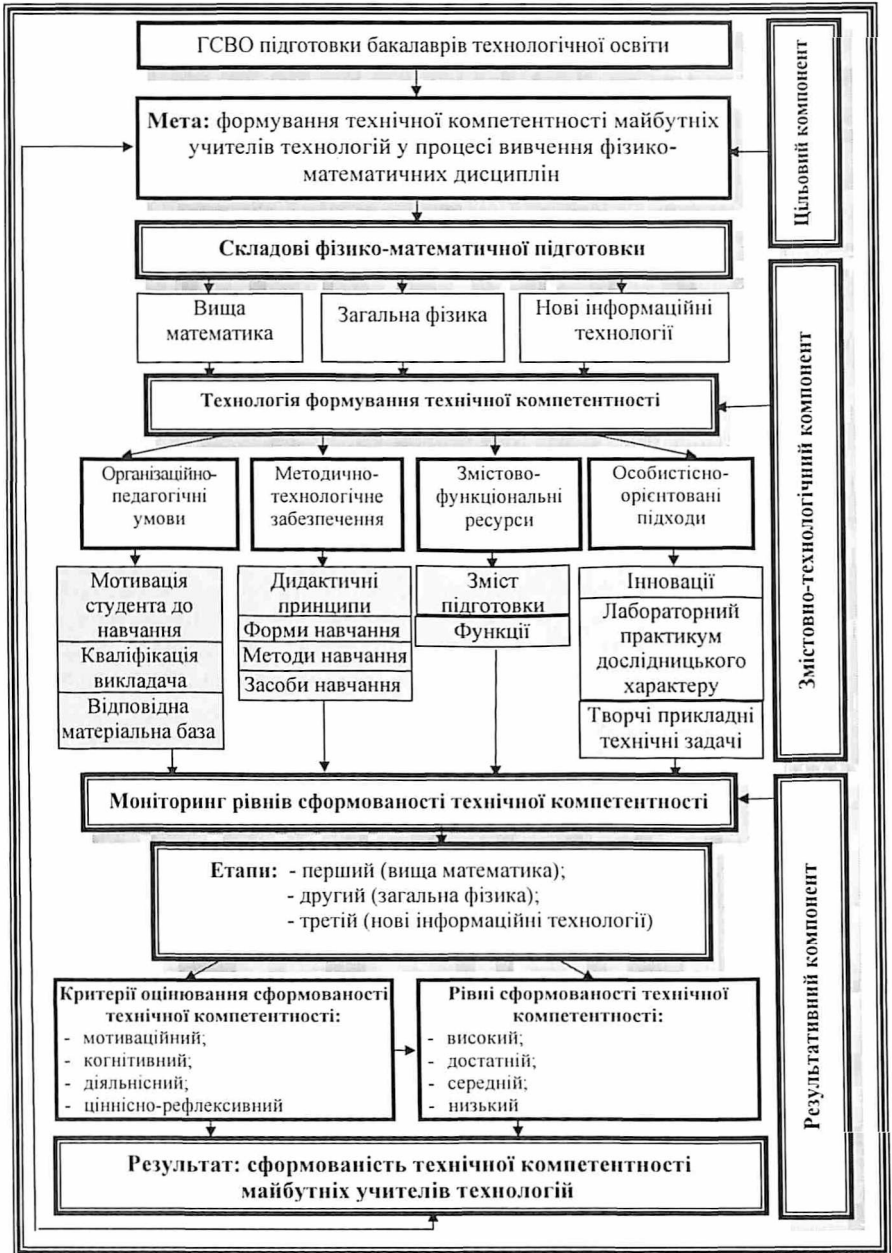 ГСВО підготовки бакалаврів технологічної освіти
Мета: формування технічної компетентності майбутніх
учителів технологій у процесі вивчення фізико-
математичних дисциплін
Цільовий компонент
Складові фізико-математичної підготовки
Вища
математика
Загальна фізика
Нові інформаційні
технології
Технологія формування технічної компетентності
Змістовно-технологічний компонент
Організаційно-
педагогічні
умови
Методично-
технологічне
забезпечення
Змістово-
функціональні
ресурси
Особистісно-
орієнтовані
підходи
Мотивація
студента до
навчання
Кваліфікація
викладача
Відповідна
матеріальна база
Дидактичні
принципи
Форми навчання
Методи навчання
Засоби навчання
Зміст
підготовки
Функції
Інновації
Лабораторний
практикум
дослідницького
характеру
Творчі прикладні
технічні задачі
Моніторинг рівнів сформованості технічної компетентності
Результативний компонент
Етапи: - перший (вища математика);
- другий (загальна фізика);
- третій (нові інформаційні технології)
Критерії оцінювання сформованості
технічної компетентності:
- мотиваційний;
- когнітивний;
- діяльнісний;
- ціннісно-рефлексивний
Рівні сформованості технічної
компетентності:
- високий;
- достатній;
- середній;
- низький
Результат: сформованість технічної компетентності
майбутніх учителів технологій